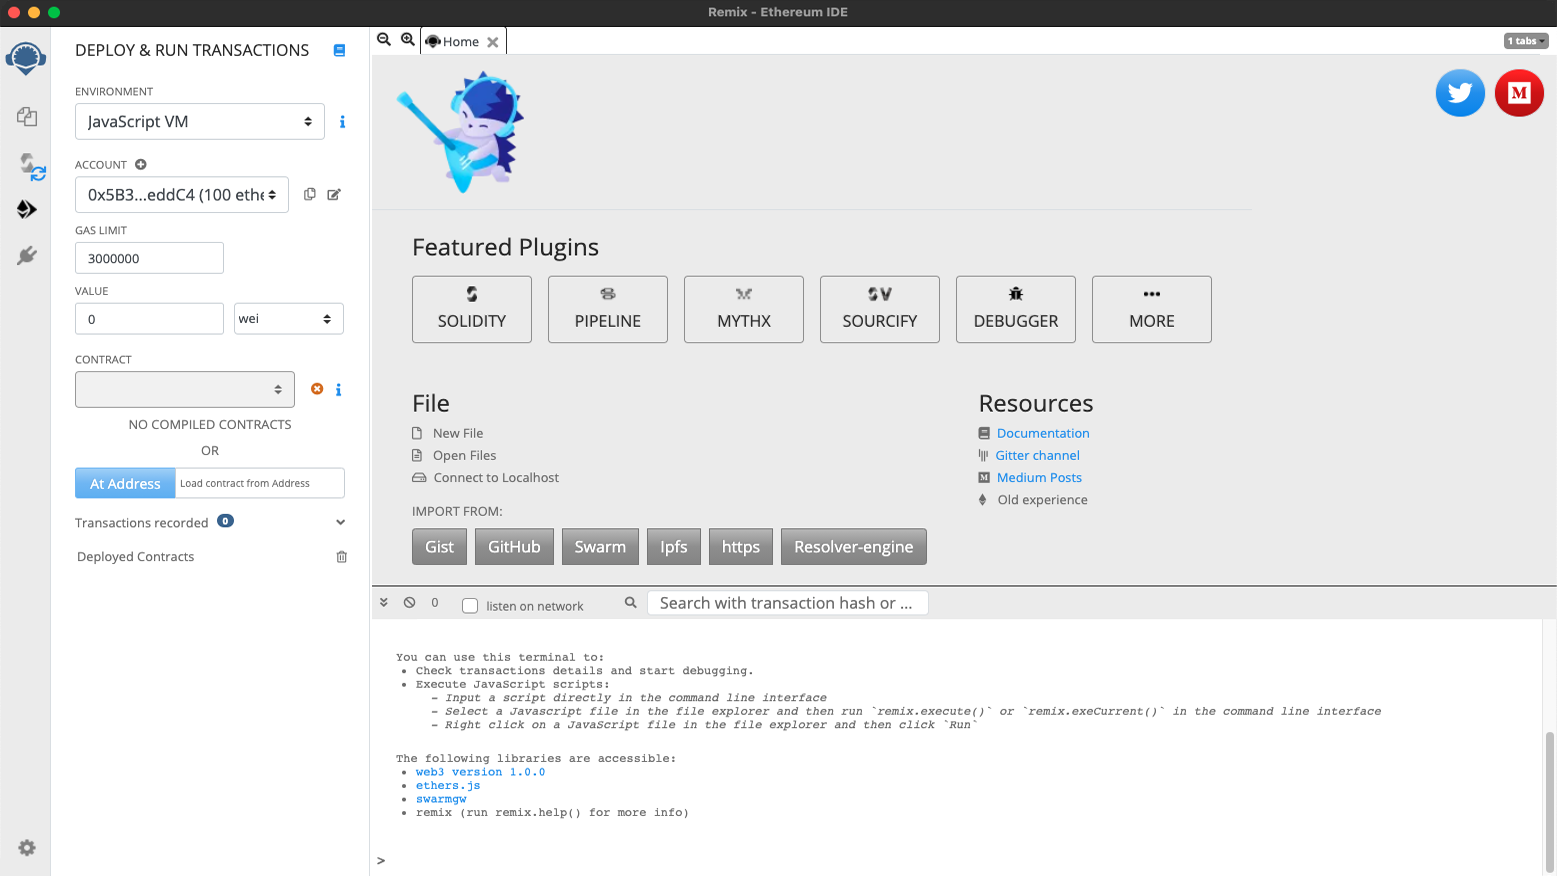 Remix - Ethereum IDE
DEPLOY & RUN TRANSACTIONS
ENVIRONMENT
JavaScript VM
ACCOUNT
0x5B3...eddC4 (100 ethe
GAS LIMIT
3000000
VALUE
0
wei
CONTRACT
NO COMPILED CONTRACTS
OR
At Address
Load contract from Address
Transactions recorded 0
Deployed Contracts
Home
1 tabs
Featured Plugins
SOLIDITY
PIPELINE
MYTHX
SOURCIFY
DEBUGGER
MORE
File
New File
Open Files
Connect to Localhost
IMPORT FROM:
Gist
GitHub
Swarm
Ipfs
https
Resolver-engine
Resources
Documentation
Gitter channel
Medium Posts
Old experience
0
listen on network
Search with transaction hash or ...
You can use this terminal to:
• Check transactions details and start debugging.
• Execute JavaScript scripts:
- Input a script directly in the command line interface
- Select a Javascript file in the file explorer and then run `remix.execute()` or `remix.exeCurrent()` in the command line interface
- Right click on a JavaScript file in the file explorer and then click `Run`
The following libraries are accessible:
• web3 version 1.0.0
• ethers.js
• swarmgw
• remix (run remix.help() for more info)
>